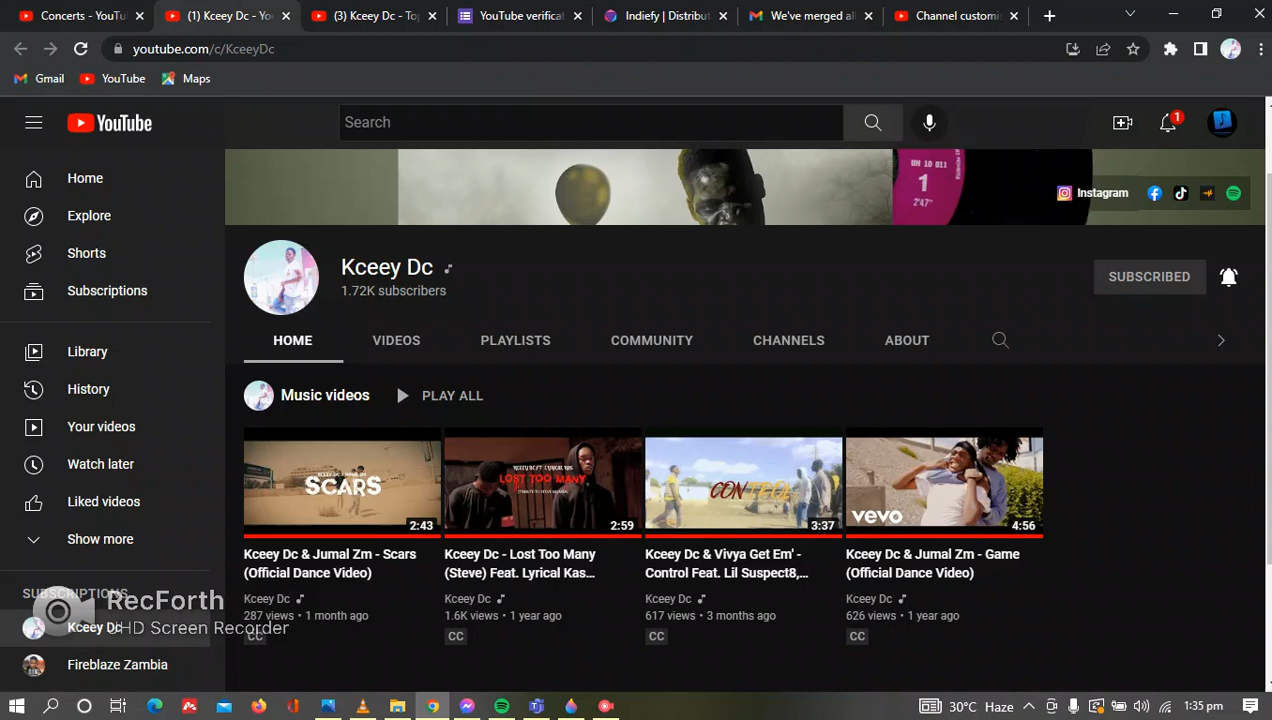 Concerts - YouTu
(1) Kceey Dc - Yo
(3) Kceey Dc - To
YouTube verificat
Indiefy | Distribut
We've merged all
Channel customi
youtube.com/c/KceeyDc
Gmail
YouTube
Maps
YouTube
Search
1
Home
Explore
Shorts
Subscriptions
Library
History
Your videos
Watch later
Liked videos
Show more
SUBSCRIPTIONS
RecForth
HD Screen Recorder
Kceey Dc
Fireblaze Zambia
UH 10 011
1
2'47"
Instagram
Kceey Dc
1.72K subscribers
SUBSCRIBED
HOME
VIDEOS
PLAYLISTS
COMMUNITY
CHANNELS
ABOUT
Music videos
PLAY ALL
SCARS
2:43
LOST TOO MANY
2:59
CONTROL
3:37
vevo
4:56
Kceey Dc & Jumal Zm - Scars
(Official Dance Video)
Kceey Dc
287 views • 1 month ago
CC
Kceey Dc - Lost Too Many
(Steve) Feat. Lyrical Kas...
Kceey Dc
1.6K views • 1 year ago
CC
Kceey Dc & Vivya Get Em' -
Control Feat. Lil Suspect8,...
Kceey Dc
617 views • 3 months ago
CC
Kceey Dc & Jumal Zm - Game
(Official Dance Video)
Kceey Dc
626 views • 1 year ago
CC
30°C Haze
1:35 pm